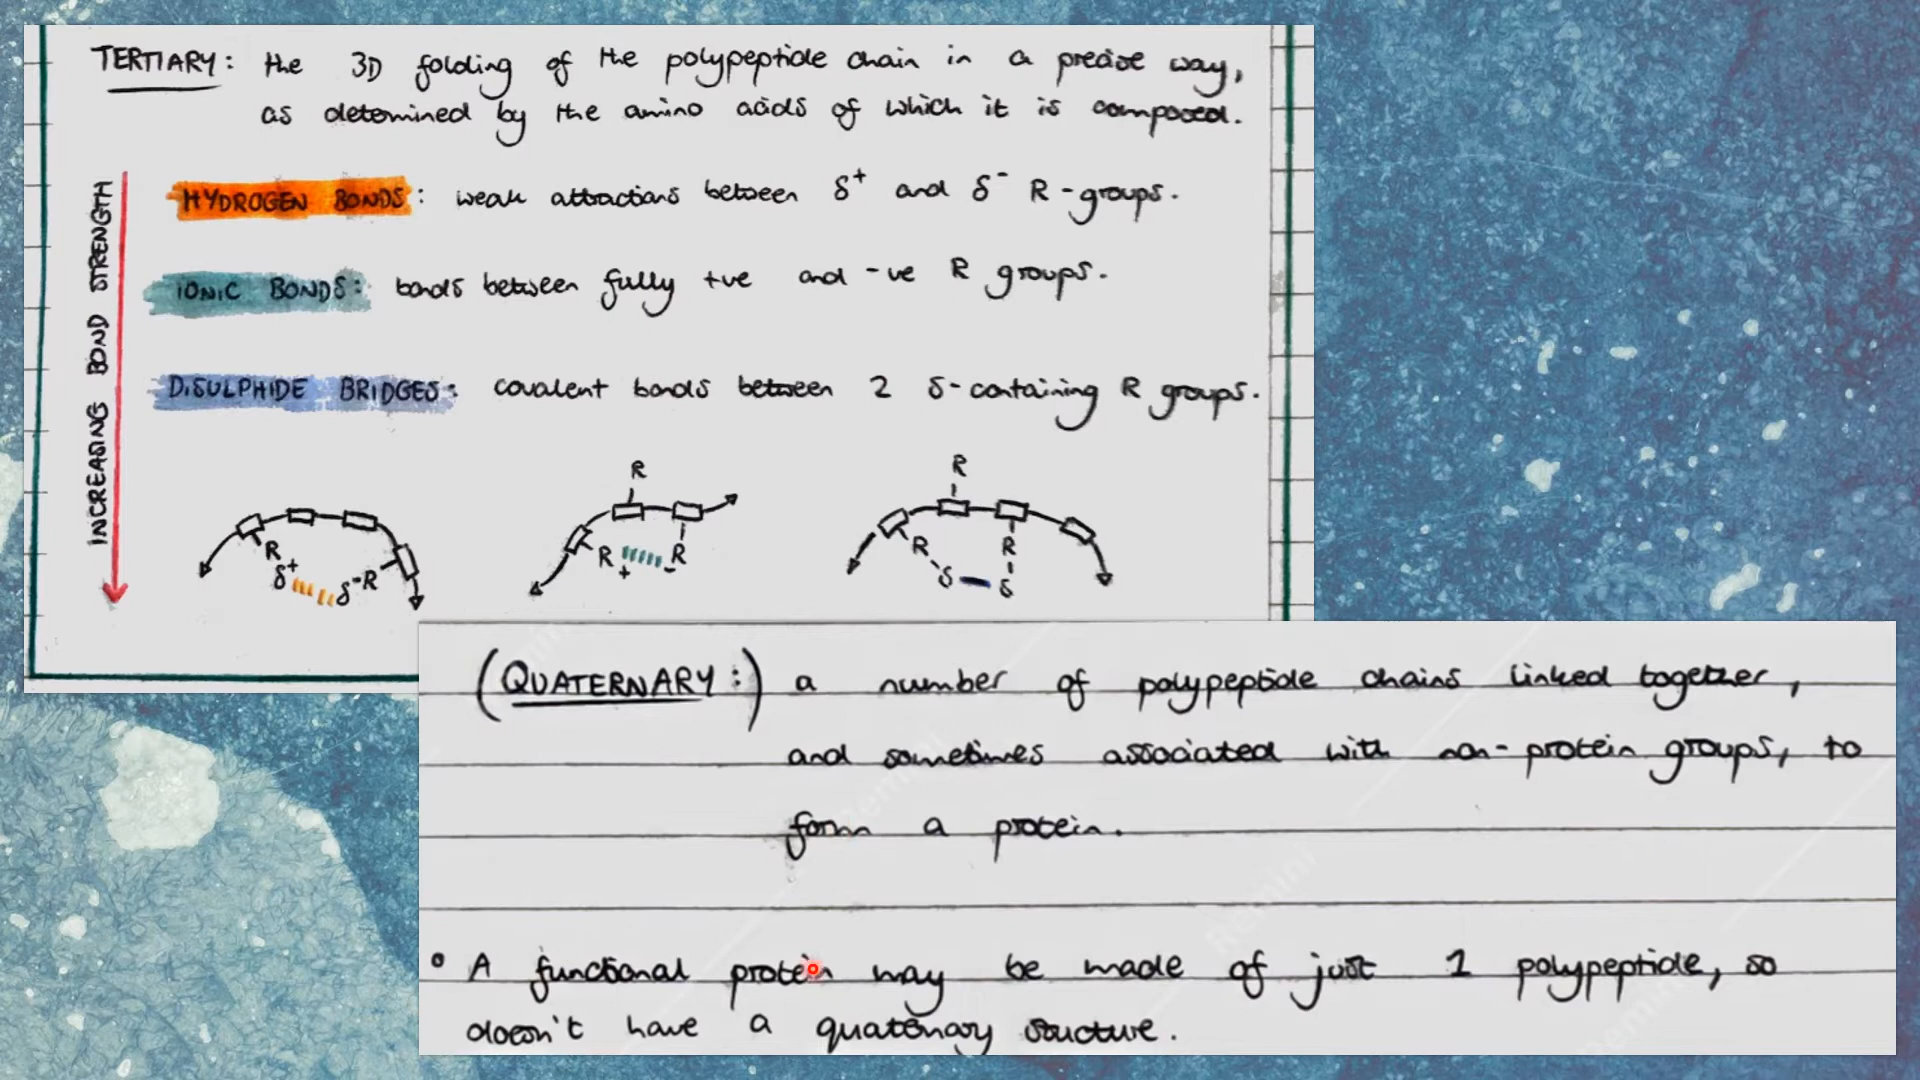 TERTIARY: the 3D folding of the polypeptide chain in a precise way,
as determined by the amino acids of which it is composed.
INCREASING BOND STRENGTH
HYDROGEN BONDS: weak attractions between δ+ and δ- R-groups.
IONIC BONDS: bonds between fully +ve and -ve R groups.
DISULPHIDE BRIDGES: covalent bonds between 2 S-containing R groups.
R R
R R δ+ δ- R
R + R -
R R
S S
(QUATERNARY:) a number of polypeptide chains linked together,
and sometimes associated with non-protein groups, to
form a protein.
• A functional protein may be made of just 1 polypeptide, so
doesn't have a quaternary structure.
Remini
Remini
Remini